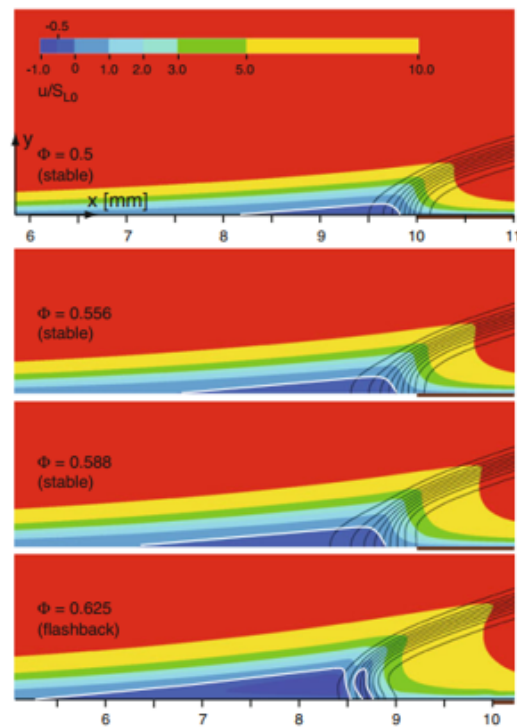 -0.5
-1.0 0 1.0 2.0 3.0 5.0 10.0
u/S_L0
y
Φ = 0.5
(stable)
x [mm]
6 7 8 9 10 11
Φ = 0.556
(stable)
Φ = 0.588
(stable)
Φ = 0.625
(flashback)
6 7 8 9 10